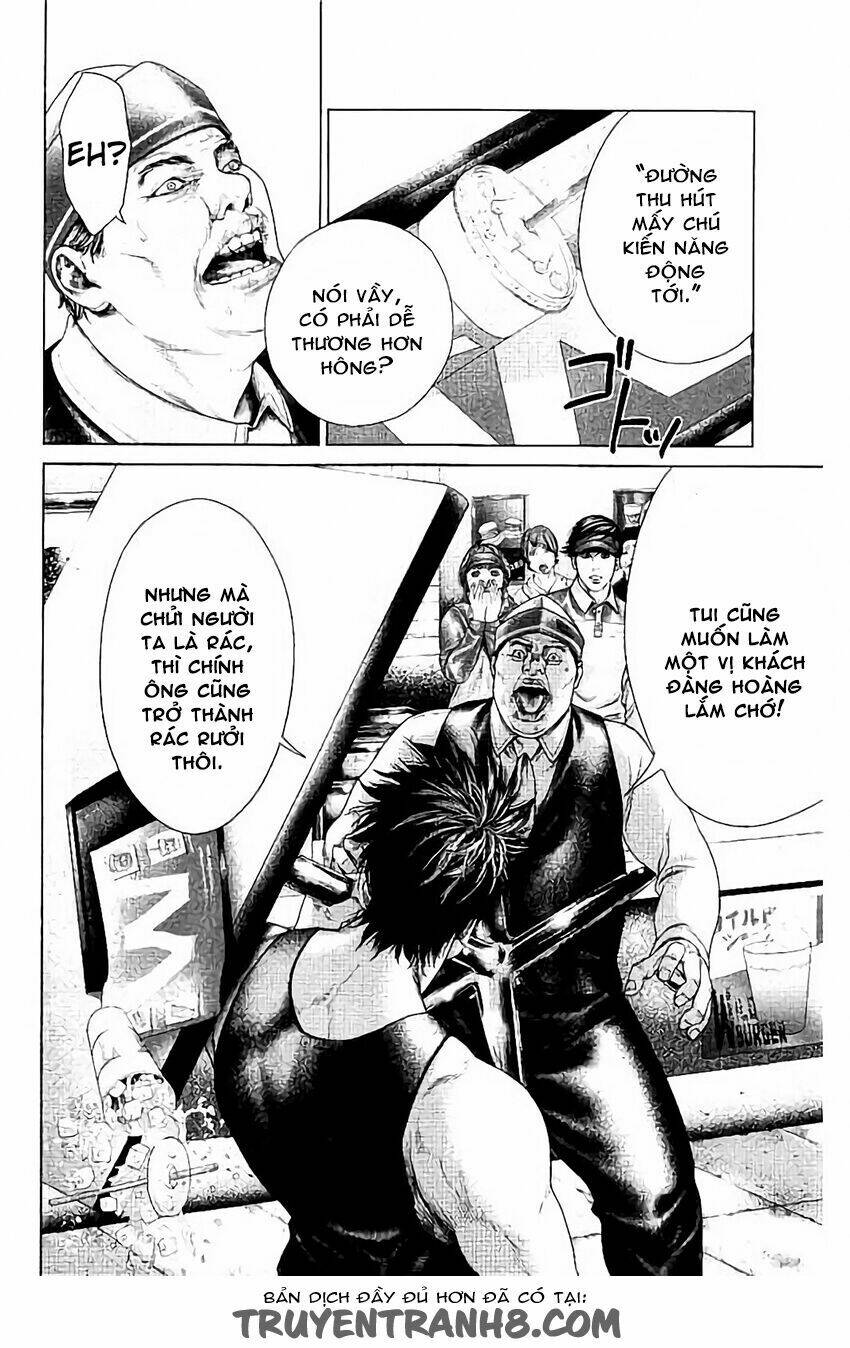 "ĐƯỜNG
THU HÚT
MẤY CHÚ
KIẾN NĂNG
ĐỘNG
TỚI."
ゴトッ
NÓI VẦY,
CÓ PHẢI DỄ
THƯƠNG HƠN
HÔNG?
EH?
TUI CŨNG
MUỐN LÀM
MỘT VỊ KHÁCH
ĐÀNG HOÀNG
LẮM CHỚ!
NHƯNG MÀ
CHỬI NGƯỜI
TA LÀ RÁC,
THÌ CHÍNH
ÔNG CŨNG
TRỞ THÀNH
RÁC RƯỞI
THÔI.
BURGER
BẢN DỊCH ĐẦY ĐỦ HƠN ĐÃ CÓ TẠI:
TRUYENTRANH8.COM